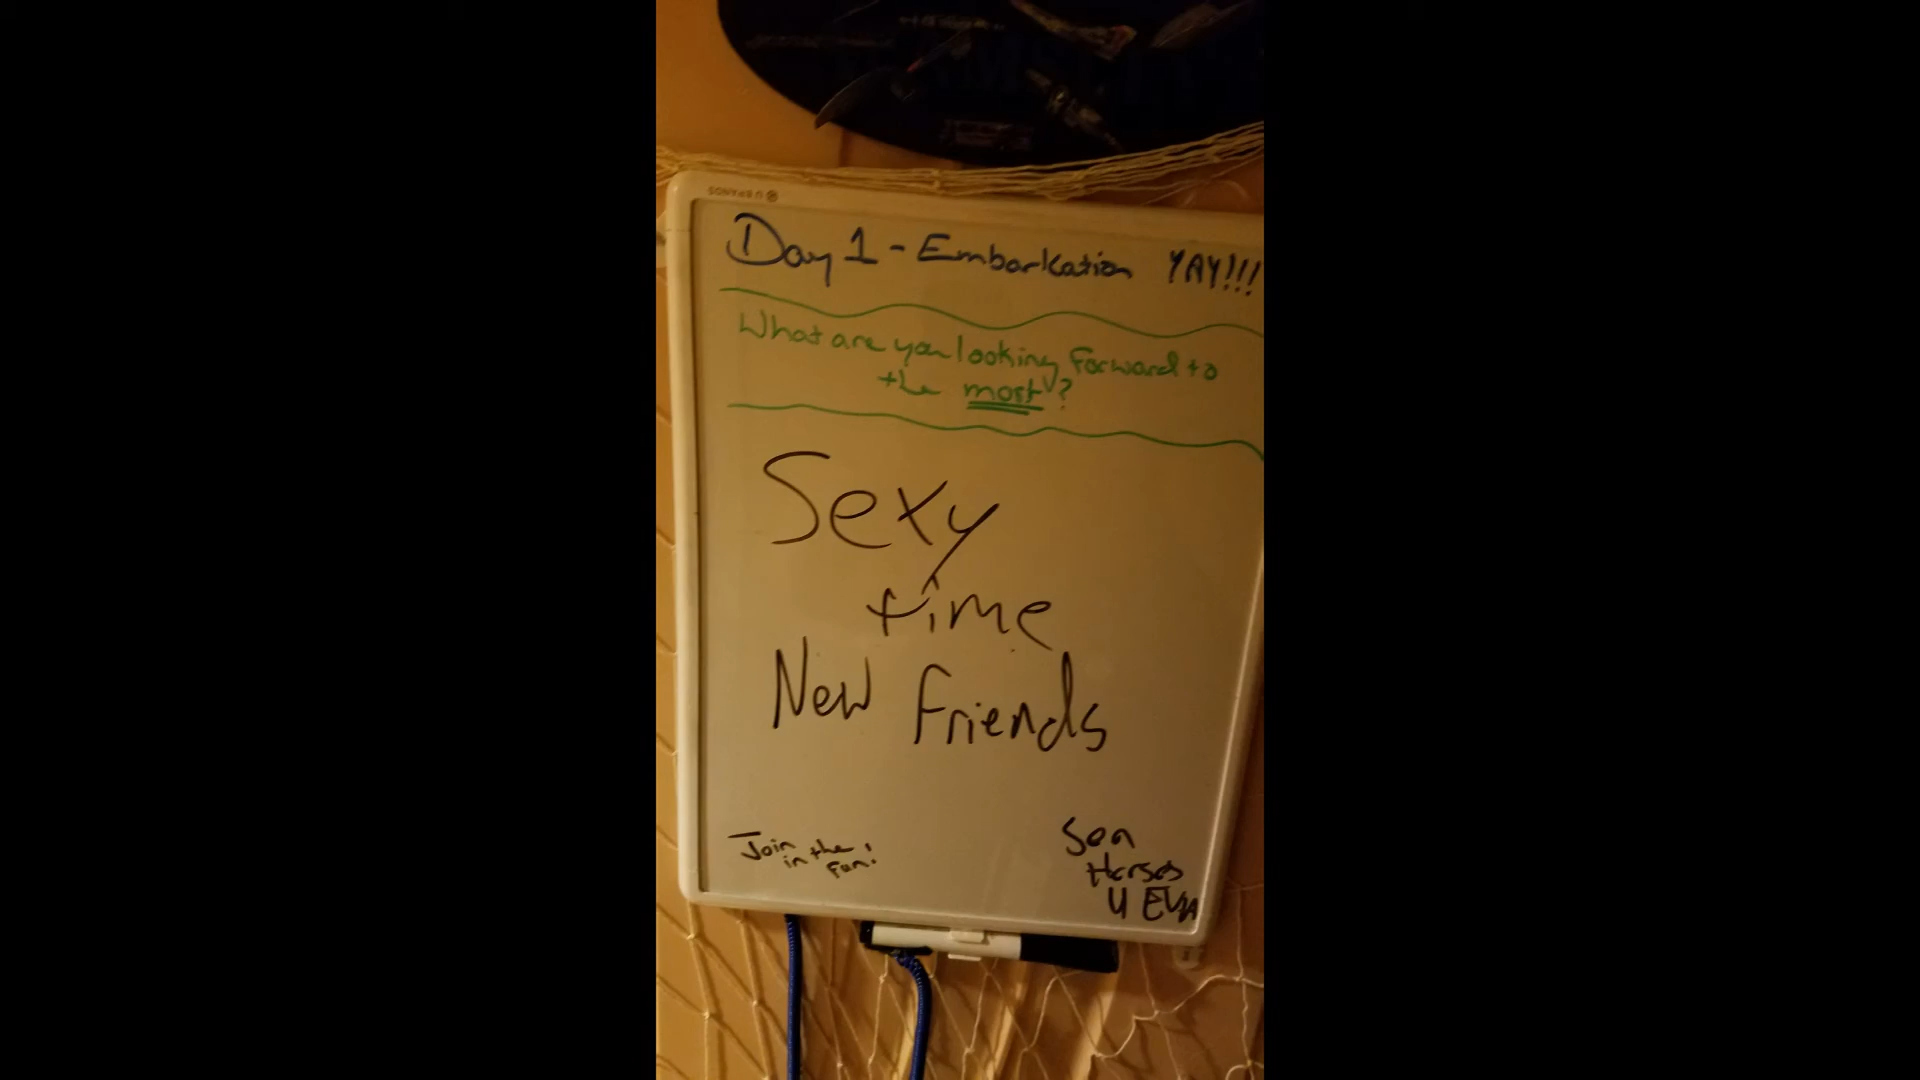 U BRANDS
Day 1 - Embarkation YAY!!!
What are you looking forward to
the most?
Sexy
time
New Friends
Join
in the
fun!
Sea
Horses
4 EVA